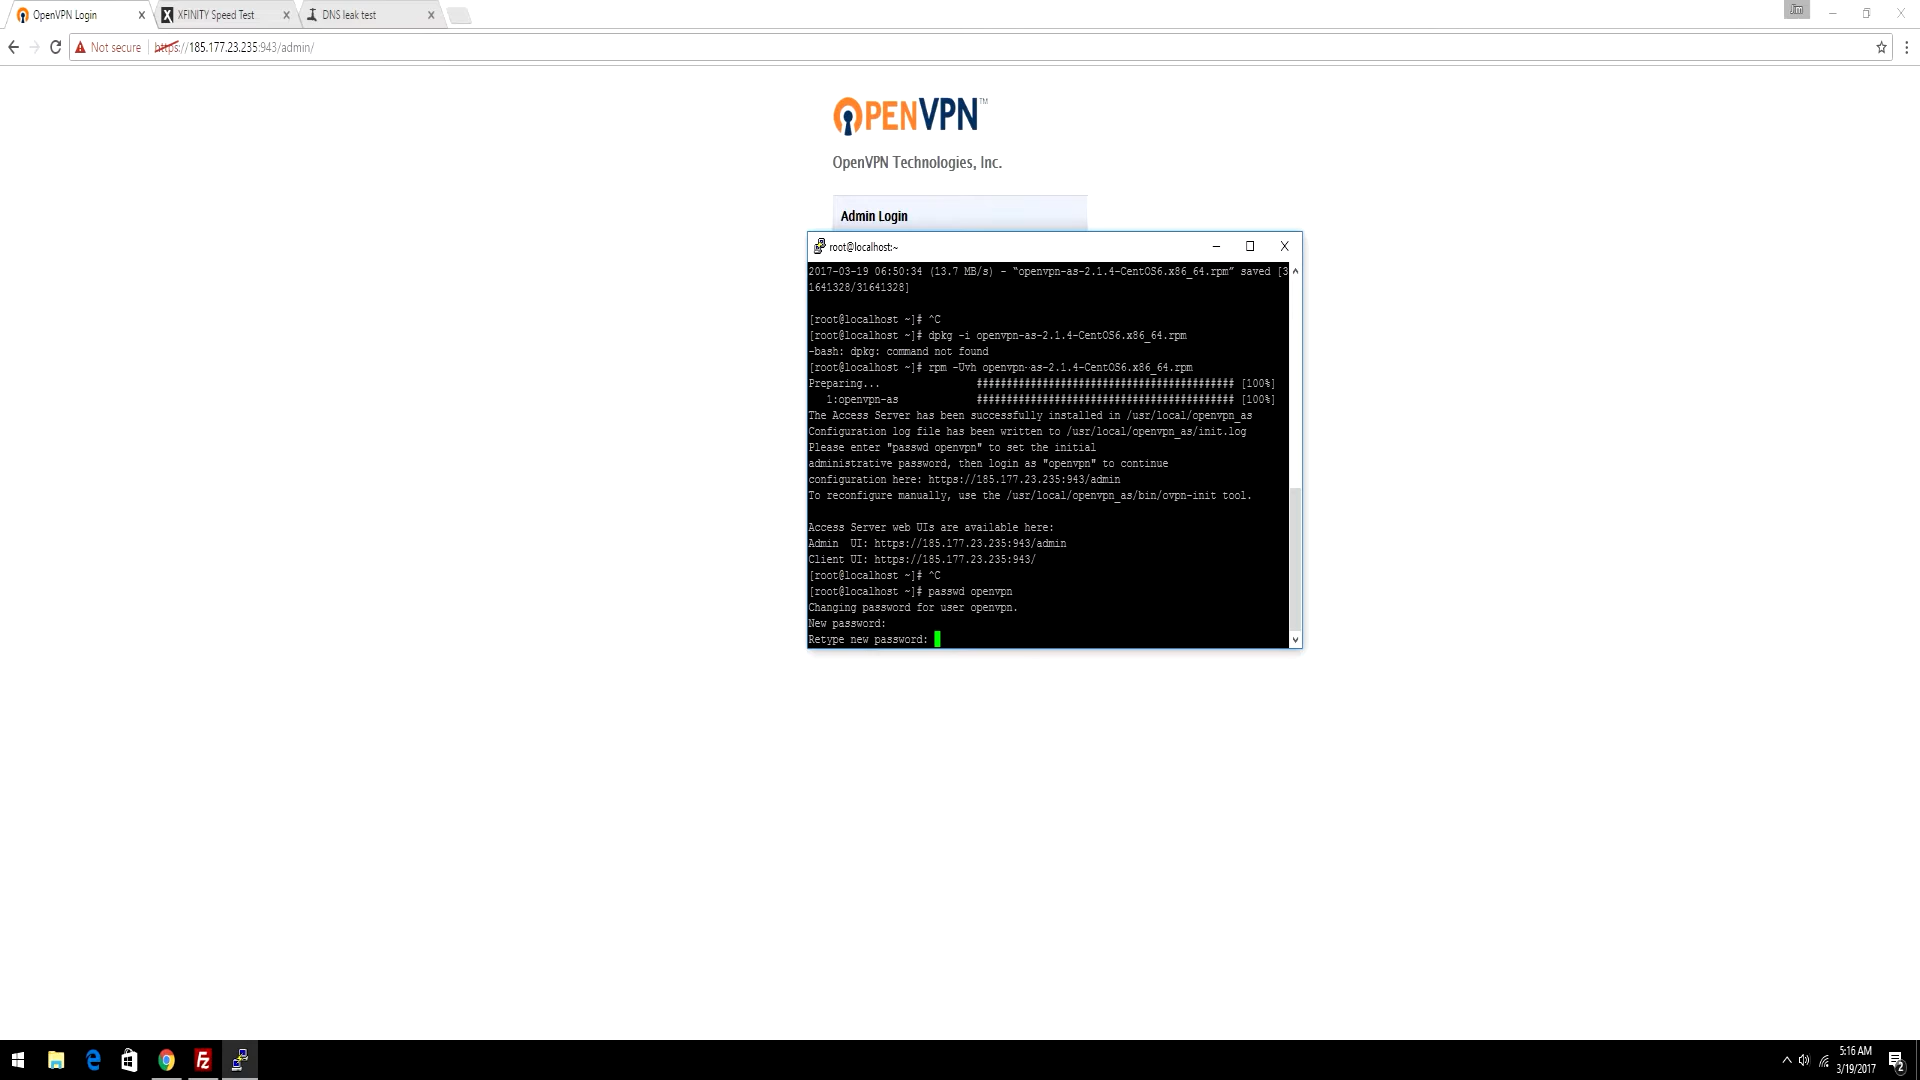 OpenVPN Login
XFINITY Speed Test
DNS leak test
Jim
Not secure
https://185.177.23.235:943/admin/
OPENVPN™
OpenVPN Technologies, Inc.
Admin Login
root@localhost:~
2017-03-19 06:50:34 (13.7 MB/s) - “openvpn-as-2.1.4-CentOS6.x86_64.rpm” saved [3
1641328/31641328]
[root@localhost ~]# ^C
[root@localhost ~]# dpkg -i openvpn-as-2.1.4-CentOS6.x86_64.rpm
-bash: dpkg: command not found
[root@localhost ~]# rpm -Uvh openvpn-as-2.1.4-CentOS6.x86_64.rpm
Preparing... ########################################### [100%]
1:openvpn-as ########################################### [100%]
The Access Server has been successfully installed in /usr/local/openvpn_as
Configuration log file has been written to /usr/local/openvpn_as/init.log
Please enter "passwd openvpn" to set the initial
administrative password, then login as "openvpn" to continue
configuration here: https://185.177.23.235:943/admin
To reconfigure manually, use the /usr/local/openvpn_as/bin/ovpn-init tool.
Access Server web UIs are available here:
Admin  UI: https://185.177.23.235:943/admin
Client UI: https://185.177.23.235:943/
[root@localhost ~]# ^C
[root@localhost ~]# passwd openvpn
Changing password for user openvpn.
New password:
Retype new password:
5:16 AM
3/19/2017
2